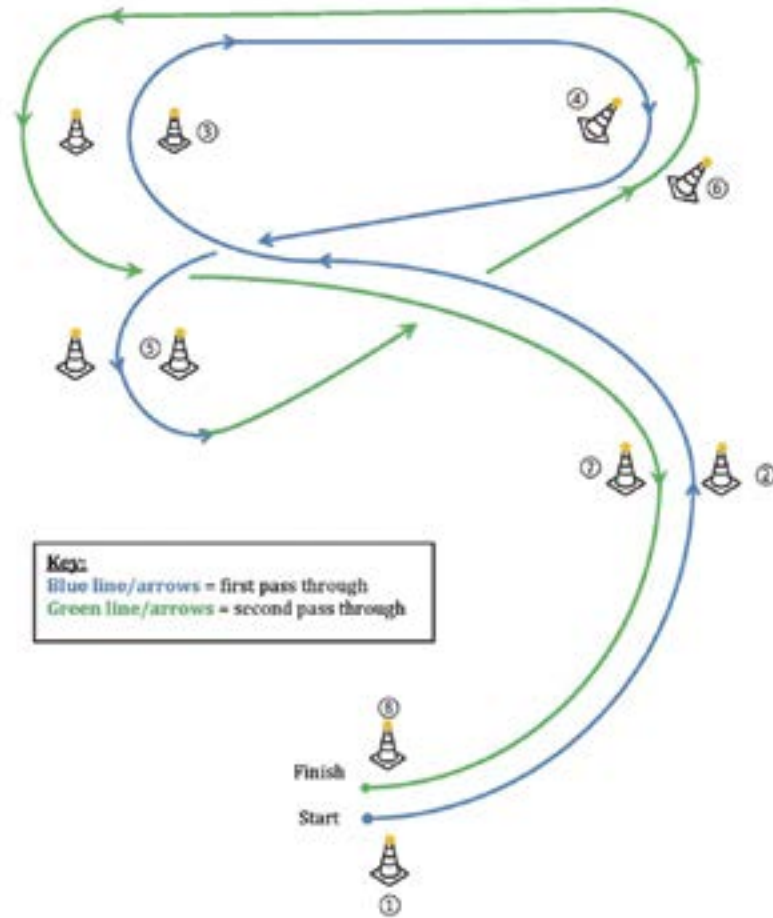 ③
④
⑥
⑤
⑦
②
Key:
Blue line/arrows = first pass through
Green line/arrows = second pass through
⑧
Finish
Start
①